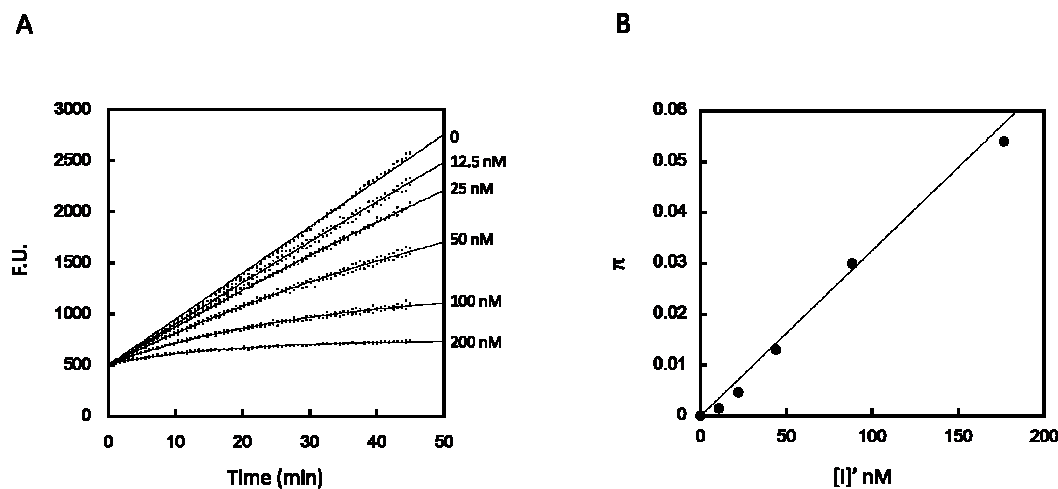 A
3000
2500
2000
1500
1000
500
0
F.U.
0
12.5 nM
25 nM
50 nM
100 nM
200 nM
0 10 20 30 40 50
Time (min)
B
0.06
0.05
0.04
0.03
0.02
0.01
0
π
0 50 100 150 200
[I]' nM